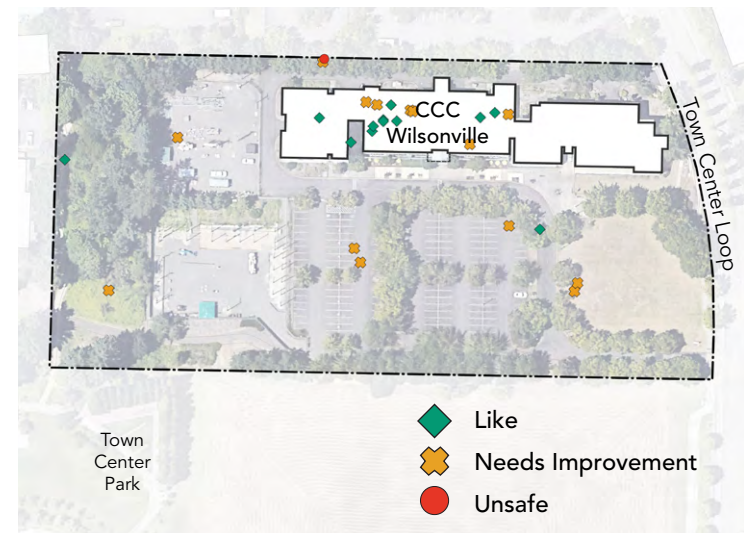 CCC
Wilsonville
Town Center Loop
Town
Center
Park
Like
Needs Improvement
Unsafe